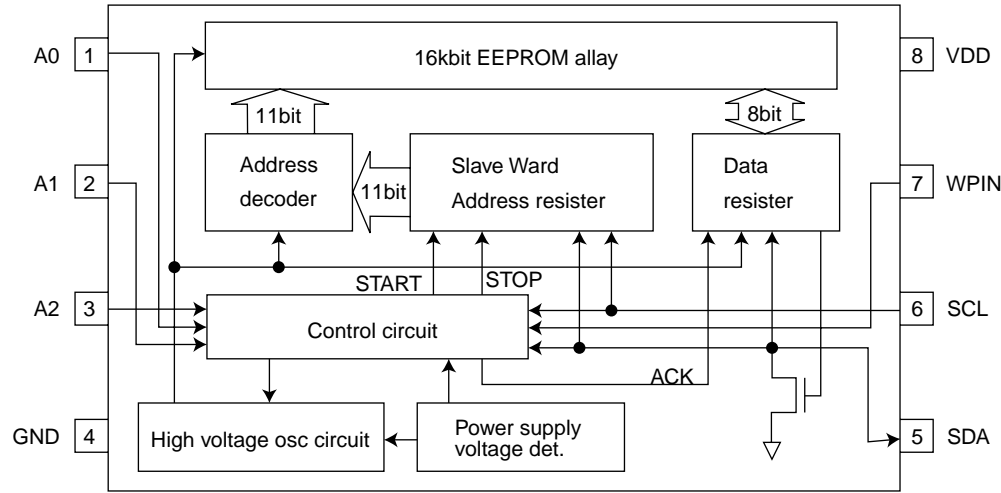 16kbit EEPROM allay
A0
1
8
VDD
11bit
8bit
Address
decoder
11bit
Slave Ward
Address resister
Data
resister
A1
2
7
WPIN
START
STOP
A2
3
Control circuit
6
SCL
ACK
GND
4
High voltage osc circuit
Power supply
voltage det.
5
SDA